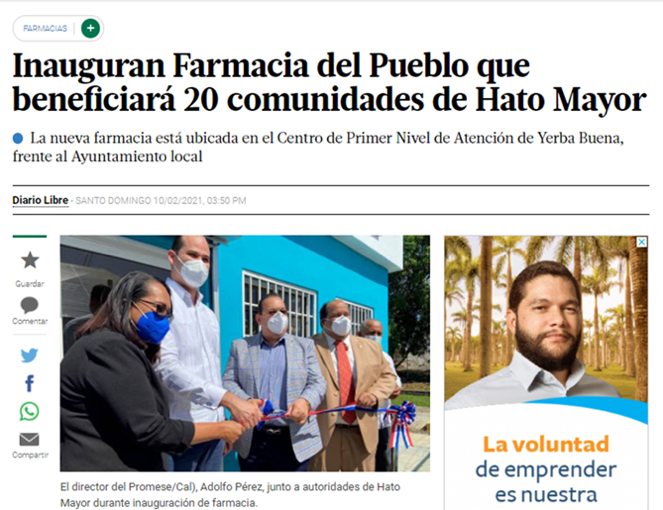 FARMACIAS
Inauguran Farmacia del Pueblo que
beneficiará 20 comunidades de Hato Mayor
La nueva farmacia está ubicada en el Centro de Primer Nivel de Atención de Yerba Buena,
frente al Ayuntamiento local
Diario Libre - SANTO DOMINGO 10/02/2021, 03:50 PM
Guardar
Comentar
Compartir
El director del Promese/Cal), Adolfo Pérez, junto a autoridades de Hato
Mayor durante inauguración de farmacia.
La voluntad
de emprender
es nuestra